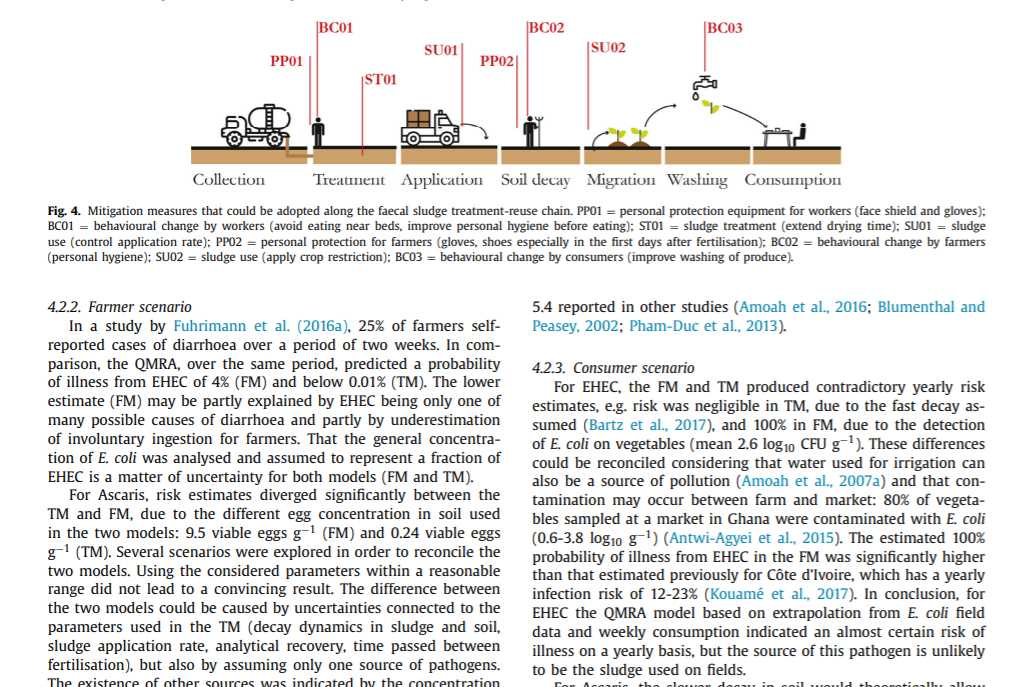 BC01
BC02
BC03
SU01
SU02
PP01
PP02
ST01
Collection
Treatment
Application
Soil decay
Migration
Washing
Consumption
Fig. 4. Mitigation measures that could be adopted along the faecal sludge treatment-reuse chain. PP01 = personal protection equipment for workers (face shield and gloves);
BC01 = behavioural change by workers (avoid eating near beds, improve personal hygiene before eating); ST01 = sludge treatment (extend drying time); SU01 = sludge
use (control application rate); PP02 = personal protection for farmers (gloves, shoes especially in the first days after fertilisation); BC02 = behavioural change by farmers
(personal hygiene); SU02 = sludge use (apply crop restriction); BC03 = behavioural change by consumers (improve washing of produce).
4.2.2. Farmer scenario
In a study by Fuhrimann et al. (2016a), 25% of farmers self-
reported cases of diarrhoea over a period of two weeks. In com-
parison, the QMRA, over the same period, predicted a probability
of illness from EHEC of 4% (FM) and below 0.01% (TM). The lower
estimate (FM) may be partly explained by EHEC being only one of
many possible causes of diarrhoea and partly by underestimation
of involuntary ingestion for farmers. That the general concentra-
tion of E. coli was analysed and assumed to represent a fraction of
EHEC is a matter of uncertainty for both models (FM and TM).
For Ascaris, risk estimates diverged significantly between the
TM and FM, due to the different egg concentration in soil used
in the two models: 9.5 viable eggs g⁻¹ (FM) and 0.24 viable eggs
g⁻¹ (TM). Several scenarios were explored in order to reconcile the
two models. Using the considered parameters within a reasonable
range did not lead to a convincing result. The difference between
the two models could be caused by uncertainties connected to the
parameters used in the TM (decay dynamics in sludge and soil,
sludge application rate, analytical recovery, time passed between
fertilisation), but also by assuming only one source of pathogens.
The existence of other sources was indicated by the concentration
5.4 reported in other studies (Amoah et al., 2016; Blumenthal and
Peasey, 2002; Pham-Duc et al., 2013).
4.2.3. Consumer scenario
For EHEC, the FM and TM produced contradictory yearly risk
estimates, e.g. risk was negligible in TM, due to the fast decay as-
sumed (Bartz et al., 2017), and 100% in FM, due to the detection
of E. coli on vegetables (mean 2.6 log₁₀ CFU g⁻¹). These differences
could be reconciled considering that water used for irrigation can
also be a source of pollution (Amoah et al., 2007a) and that con-
tamination may occur between farm and market: 80% of vegeta-
bles sampled at a market in Ghana were contaminated with E. coli
(0.6-3.8 log₁₀ g⁻¹) (Antwi-Agyei et al., 2015). The estimated 100%
probability of illness from EHEC in the FM was significantly higher
than that estimated previously for Côte d'Ivoire, which has a yearly
infection risk of 12-23% (Kouamé et al., 2017). In conclusion, for
EHEC the QMRA model based on extrapolation from E. coli field
data and weekly consumption indicated an almost certain risk of
illness on a yearly basis, but the source of this pathogen is unlikely
to be the sludge used on fields.
For Ascaris, the slower decay in soil would theoretically allow